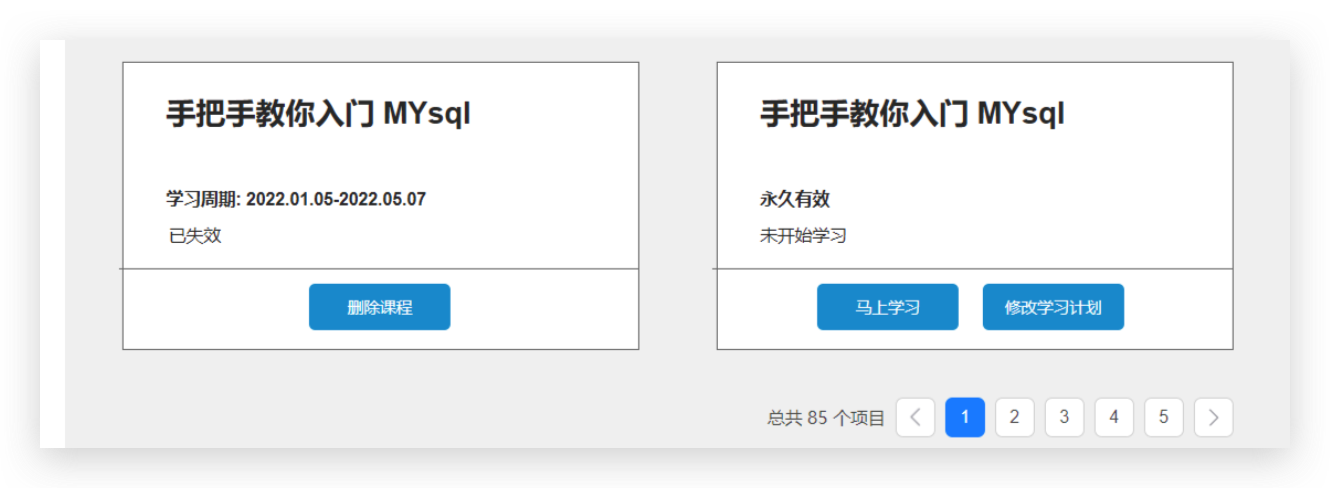 手把手教你入门 MYsql
学习周期: 2022.01.05-2022.05.07
已失效
删除课程
手把手教你入门 MYsql
永久有效
未开始学习
马上学习 修改学习计划
总共 85 个项目 < 1 2 3 4 5 >